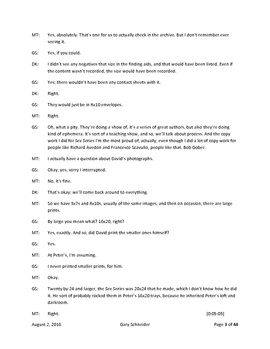 MT: Yes, absolutely. That's one for us to actually check in the archive. But I don't remember ever
seeing it.
GS: Yes, if you could.
DK: I didn't see any negatives that size in the finding aids, and that would have been listed. Even if
the content wasn't recorded, the size would have been recorded.
GS: Yes; those sheets with it.
DK: Right.
GS: They would just be in 8x10 envelopes.
MT: Right.
GS: Oh, what a pity. They're doing a show of, it's a series of great authors, but also they're doing
kind of ephemera. It's sort of a teaching show, and so, we'll talk about process. And the copy
work I did for Sex Series I'm the most proud of, actually, even though I did a lot of copy work for
people like Richard Avedon and Francesco Scavullo, people like that. Bob Gober.
MT: I actually have a question about David's photographs.
GS: Okay, yes, sorry I interrupted.
MT: No, it's fine.
DK: That's okay; we'll come back around to everything.
MT: So we have 5x7s and 8x10s, usually of the same images, and then on occasion, there are large
prints.
GS: By large you mean what? 16x20, right?
MT: Yes, exactly. And so, did David print the smaller ones himself?
GS: Yes.
MT: At Peter's, I'm assuming.
GS: I never printed smaller prints, for him.
MT: Okay.
GS: Twenty by 24 and larger, the Sex Series was 20x24 that he made, which I don't know how he
did it. He sort of probably rocked them in Peter's 16x20 trays, because he inherited Peter's loft and
darkroom.
MT: Right. [0:05:05]
August 2, 2016 Gary Schneider Page 3 of 44